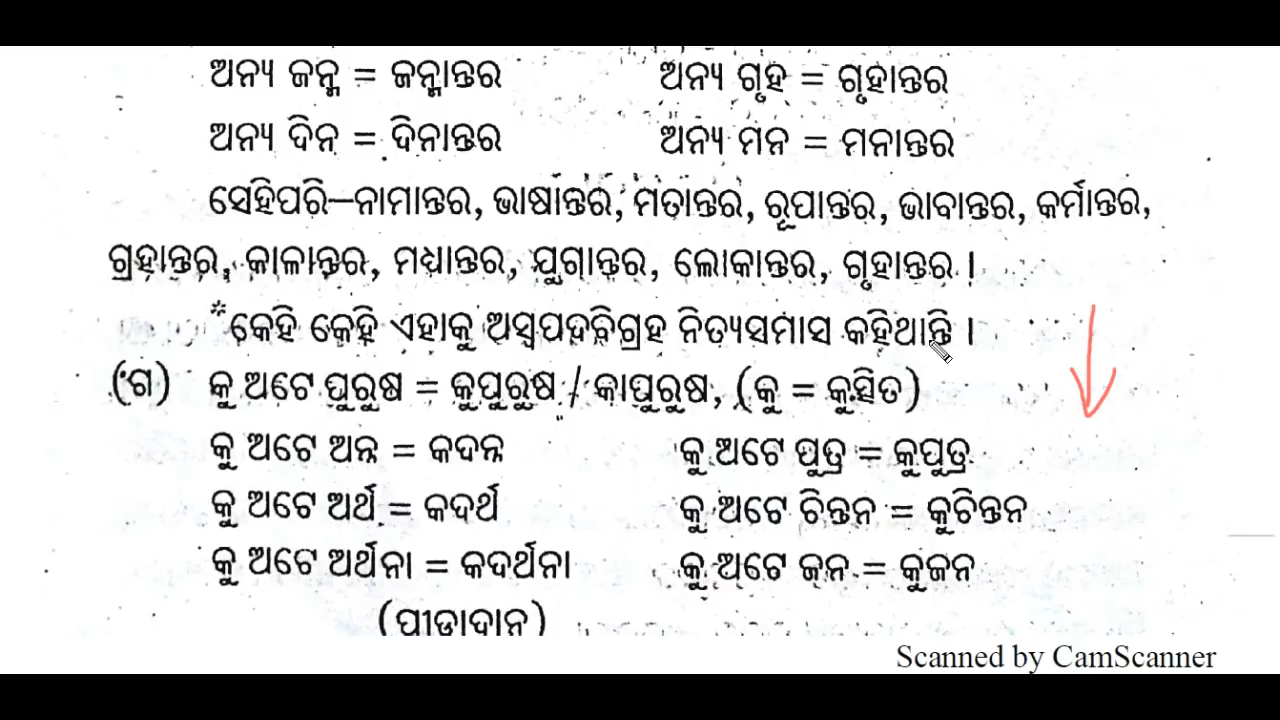 ଅନ୍ୟ ଜନ୍ମ = ଜନ୍ମାନ୍ତର ଅନ୍ୟ ଗୃହ = ଗୃହାନ୍ତର
ଅନ୍ୟ ଦିନ = ଦିନାନ୍ତର ଅନ୍ୟ ମନ = ମନାନ୍ତର
ସେହିପରି—ନାମାନ୍ତର, ଭାଷାନ୍ତର, ମତାନ୍ତର, ରୂପାନ୍ତର, ଭାବାନ୍ତର, କର୍ମାନ୍ତର,
ଗ୍ରହାନ୍ତର, କାଳାନ୍ତର, ମଧ୍ୟାନ୍ତର, ଯୁଗାନ୍ତର, ଲୋକାନ୍ତର, ଗୃହାନ୍ତର ।
*କେହି କେହି ଏହାକୁ ଅସ୍ୱପଦବିଗ୍ରହ ନିତ୍ୟସମାସ କହିଥାନ୍ତି ।
(ଗ) କୁ ଅଟେ ପୁରୁଷ = କୁପୁରୁଷ / କାପୁରୁଷ, (କୁ = କୁସିତ)
କୁ ଅଟେ ଅନ୍ନ = କଦନ୍ନ କୁ ଅଟେ ପୁତ୍ର = କୁପୁତ୍ର
କୁ ଅଟେ ଅର୍ଥ = କଦର୍ଥ କୁ ଅଟେ ଚିନ୍ତନ = କୁଚିନ୍ତନ
କୁ ଅଟେ ଅର୍ଥନା = କଦର୍ଥନା କୁ ଅଟେ ଜନ = କୁଜନ
(ପୀଡ଼ାଦାନ)
Scanned by CamScanner